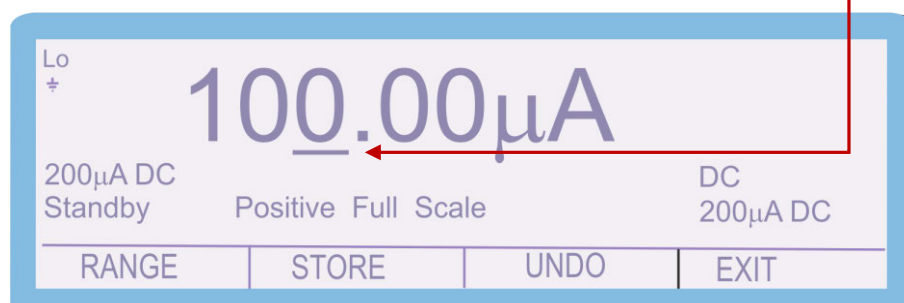 Lo
100.00μA
200μA DC
DC
Standby
Positive Full Scale
200μA DC
RANGE
STORE
UNDO
EXIT